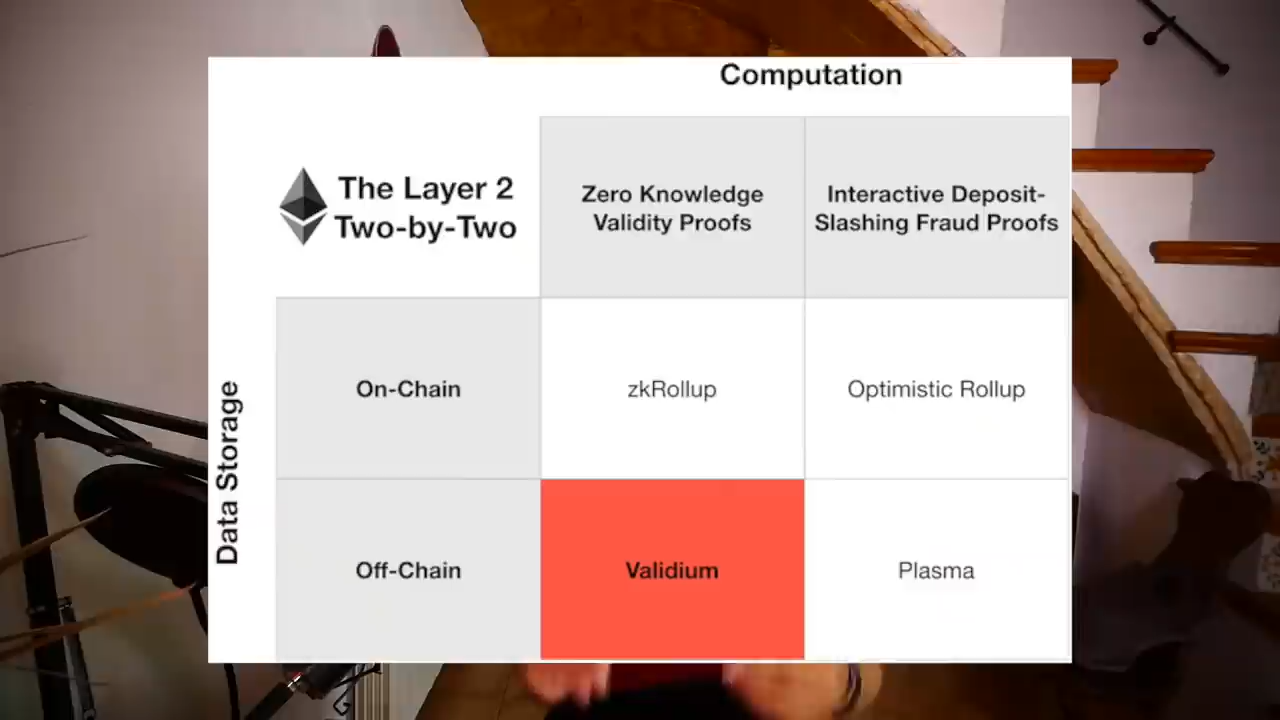 Computation
The Layer 2
Two-by-Two
Zero Knowledge
Validity Proofs
Interactive Deposit-
Slashing Fraud Proofs
Data Storage
On-Chain
zkRollup
Optimistic Rollup
Off-Chain
Validium
Plasma